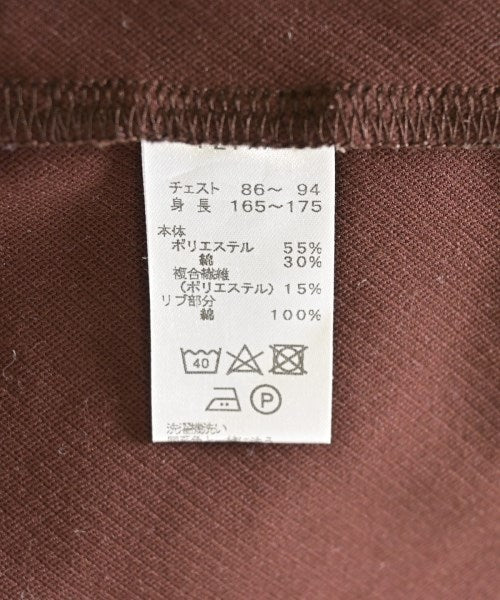 チェスト 86～ 94
身 長 165～175
本体
ポリエステル 55%
綿 30%
複合繊維
(ポリエステル) 15%
リブ部分
綿 100%
40
P